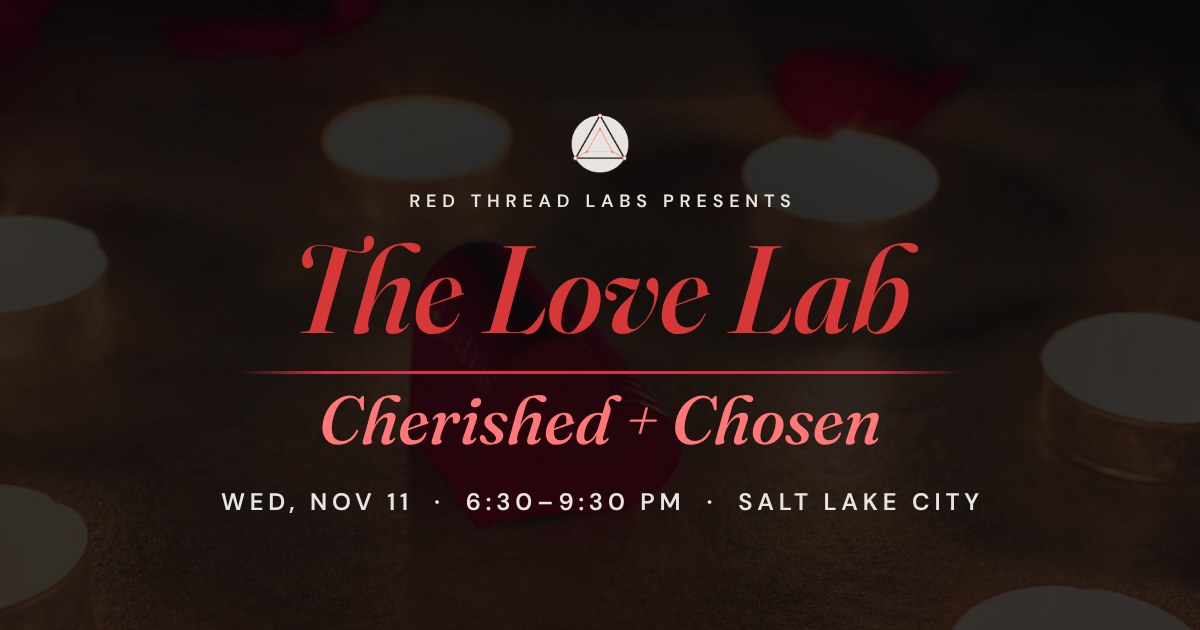 RED THREAD LABS PRESENTS
The Love Lab
Cherished + Chosen
WED, NOV 11 · 6:30–9:30 PM · SALT LAKE CITY